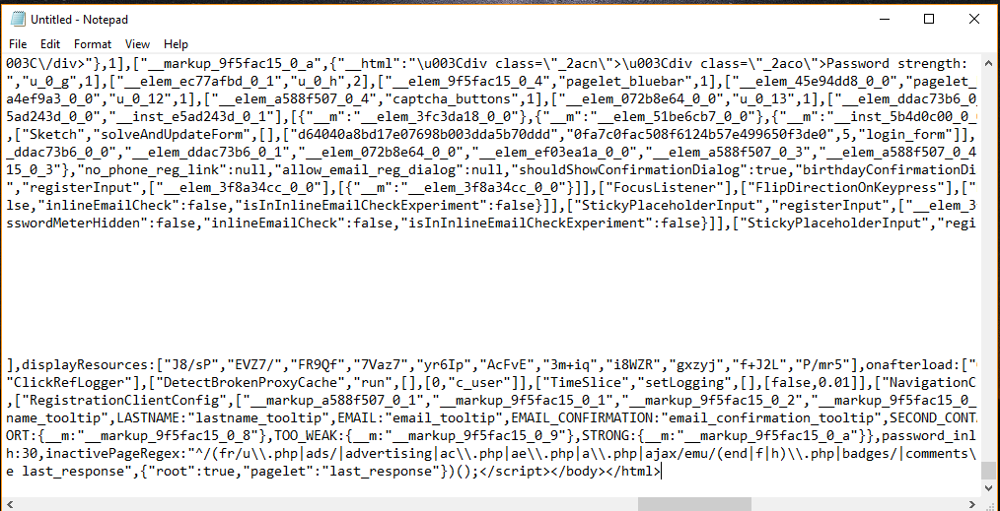 Untitled - Notepad
File Edit Format View Help
003C\/div>"},1],["__markup_9f5fac15_0_a",{"__html":"\u003Cdiv class=\"_2acn\">\u003Cdiv class=\"_2aco\">Password strength:
","u_0_g",1],["__elem_ec77afbd_0_1","u_0_h",2],["__elem_9f5fac15_0_4","pagelet_bluebar",1],["__elem_45e94dd8_0_0","pagelet_
a4ef9a3_0_0","u_0_12",1],["__elem_a588f507_0_4","captcha_buttons",1],["__elem_072b8e64_0_0","u_0_13",1],["__elem_ddac73b6_0_
5ad243d_0_0","__inst_e5ad243d_0_1"],[{"__m":"__elem_3fc3da18_0_0"},{"__m":"__elem_51be6cb7_0_0"},{"__m":"__inst_5b4d0c00_0_
,["Sketch","solveAndUpdateForm",[],["d64040a8bd17e07698b003dda5b70ddd","0fa7c0fac508f6124b57e499650f3de0",5,"login_form"]],
_ddac73b6_0_0","__elem_ddac73b6_0_1","__elem_072b8e64_0_0","__elem_ef03ea1a_0_0","__elem_a588f507_0_3","__elem_a588f507_0_4
15_0_3"},"no_phone_reg_link":null,"allow_email_reg_dialog":null,"shouldShowConfirmationDialog":true,"birthdayConfirmationDi
","registerInput",["__elem_3f8a34cc_0_0"],[{"__m":"__elem_3f8a34cc_0_0"}]],["FocusListener"],["FlipDirectionOnKeypress"],["
lse,"inlineEmailCheck":false,"isInInlineEmailCheckExperiment":false}]],["StickyPlaceholderInput","registerInput",["__elem_3
sswordMeterHidden":false,"inlineEmailCheck":false,"isInInlineEmailCheckExperiment":false}]],["StickyPlaceholderInput","regi
],displayResources:["J8/sP","EVZ7/","FR9Qf","7Vaz7","yr6Ip","AcFvE","3m+iq","i8WZR","gxzyj","f+J2L","P/mr5"],onafterload:["
"ClickRefLogger"],["DetectBrokenProxyCache","run",[],[0,"c_user"]],["TimeSlice","setLogging",[],[false,0.01]],["NavigationC
,["RegistrationClientConfig",["__markup_a588f507_0_1","__markup_9f5fac15_0_1","__markup_9f5fac15_0_2","__markup_9f5fac15_0_
name_tooltip",LASTNAME:"lastname_tooltip",EMAIL:"email_tooltip",EMAIL_CONFIRMATION:"email_confirmation_tooltip",SECOND_CONT
ORT:{__m:"__markup_9f5fac15_0_8"},TOO_WEAK:{__m:"__markup_9f5fac15_0_9"},STRONG:{__m:"__markup_9f5fac15_0_a"}},password_inl
h:30,inactivePageRegex:"^/(fr/u\\.php|ads/|advertising|ac\\.php|ae\\.php|a\\.php|ajax/emu/(end|f|h)\\.php|badges/|comments\
e last_response",{"root":true,"pagelet":"last_response"})();</script></body></html>